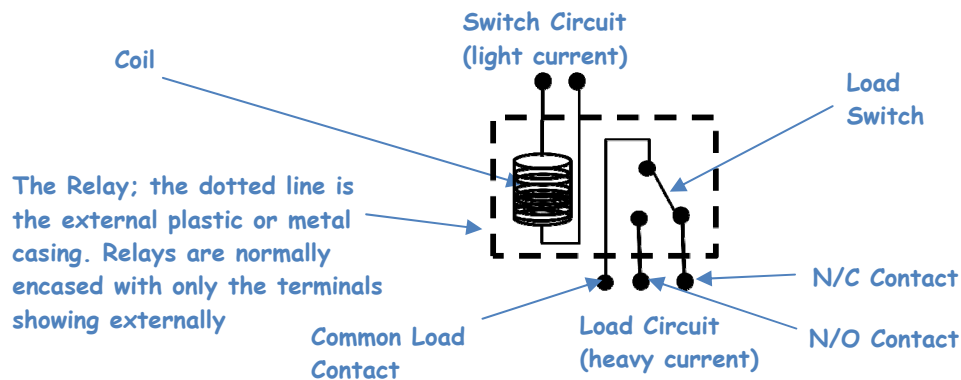 Switch Circuit
(light current)
Coil
Load
Switch
The Relay; the dotted line is
the external plastic or metal
casing. Relays are normally
encased with only the terminals
showing externally
N/C Contact
Load Circuit
(heavy current)
N/O Contact
Common Load
Contact